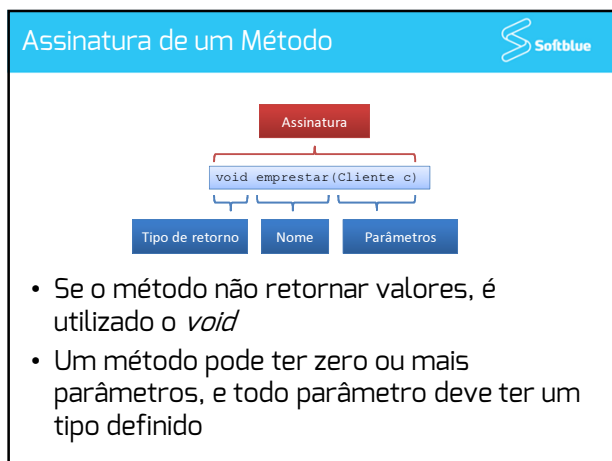 Assinatura de um Método
Softblue
Assinatura
void emprestar(Cliente c)
Tipo de retorno
Nome
Parâmetros
• Se o método não retornar valores, é
utilizado o void
• Um método pode ter zero ou mais
parâmetros, e todo parâmetro deve ter um
tipo definido